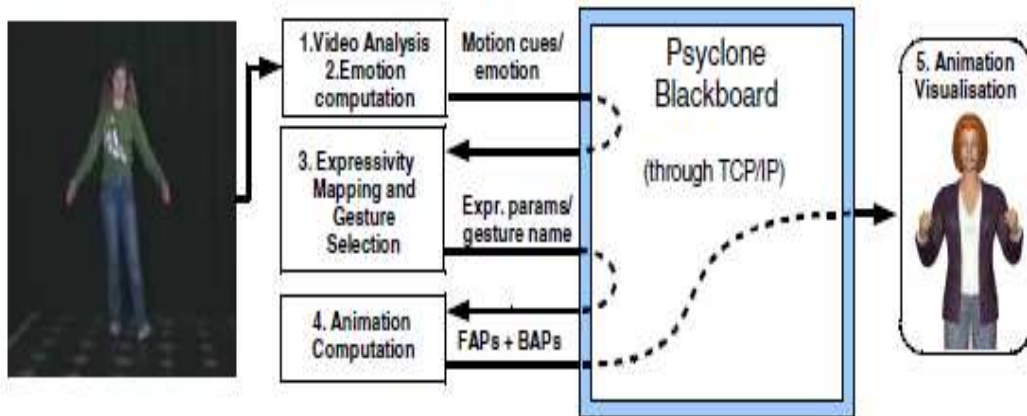 1.Video Analysis
2.Emotion
computation
Motion cues/
emotion
3. Expressivity
Mapping and
Gesture
Selection
Expr. params/
gesture name
4. Animation
Computation
FAPs + BAPs
Psyclone
Blackboard
(through TCP/IP)
5. Animation
Visualisation